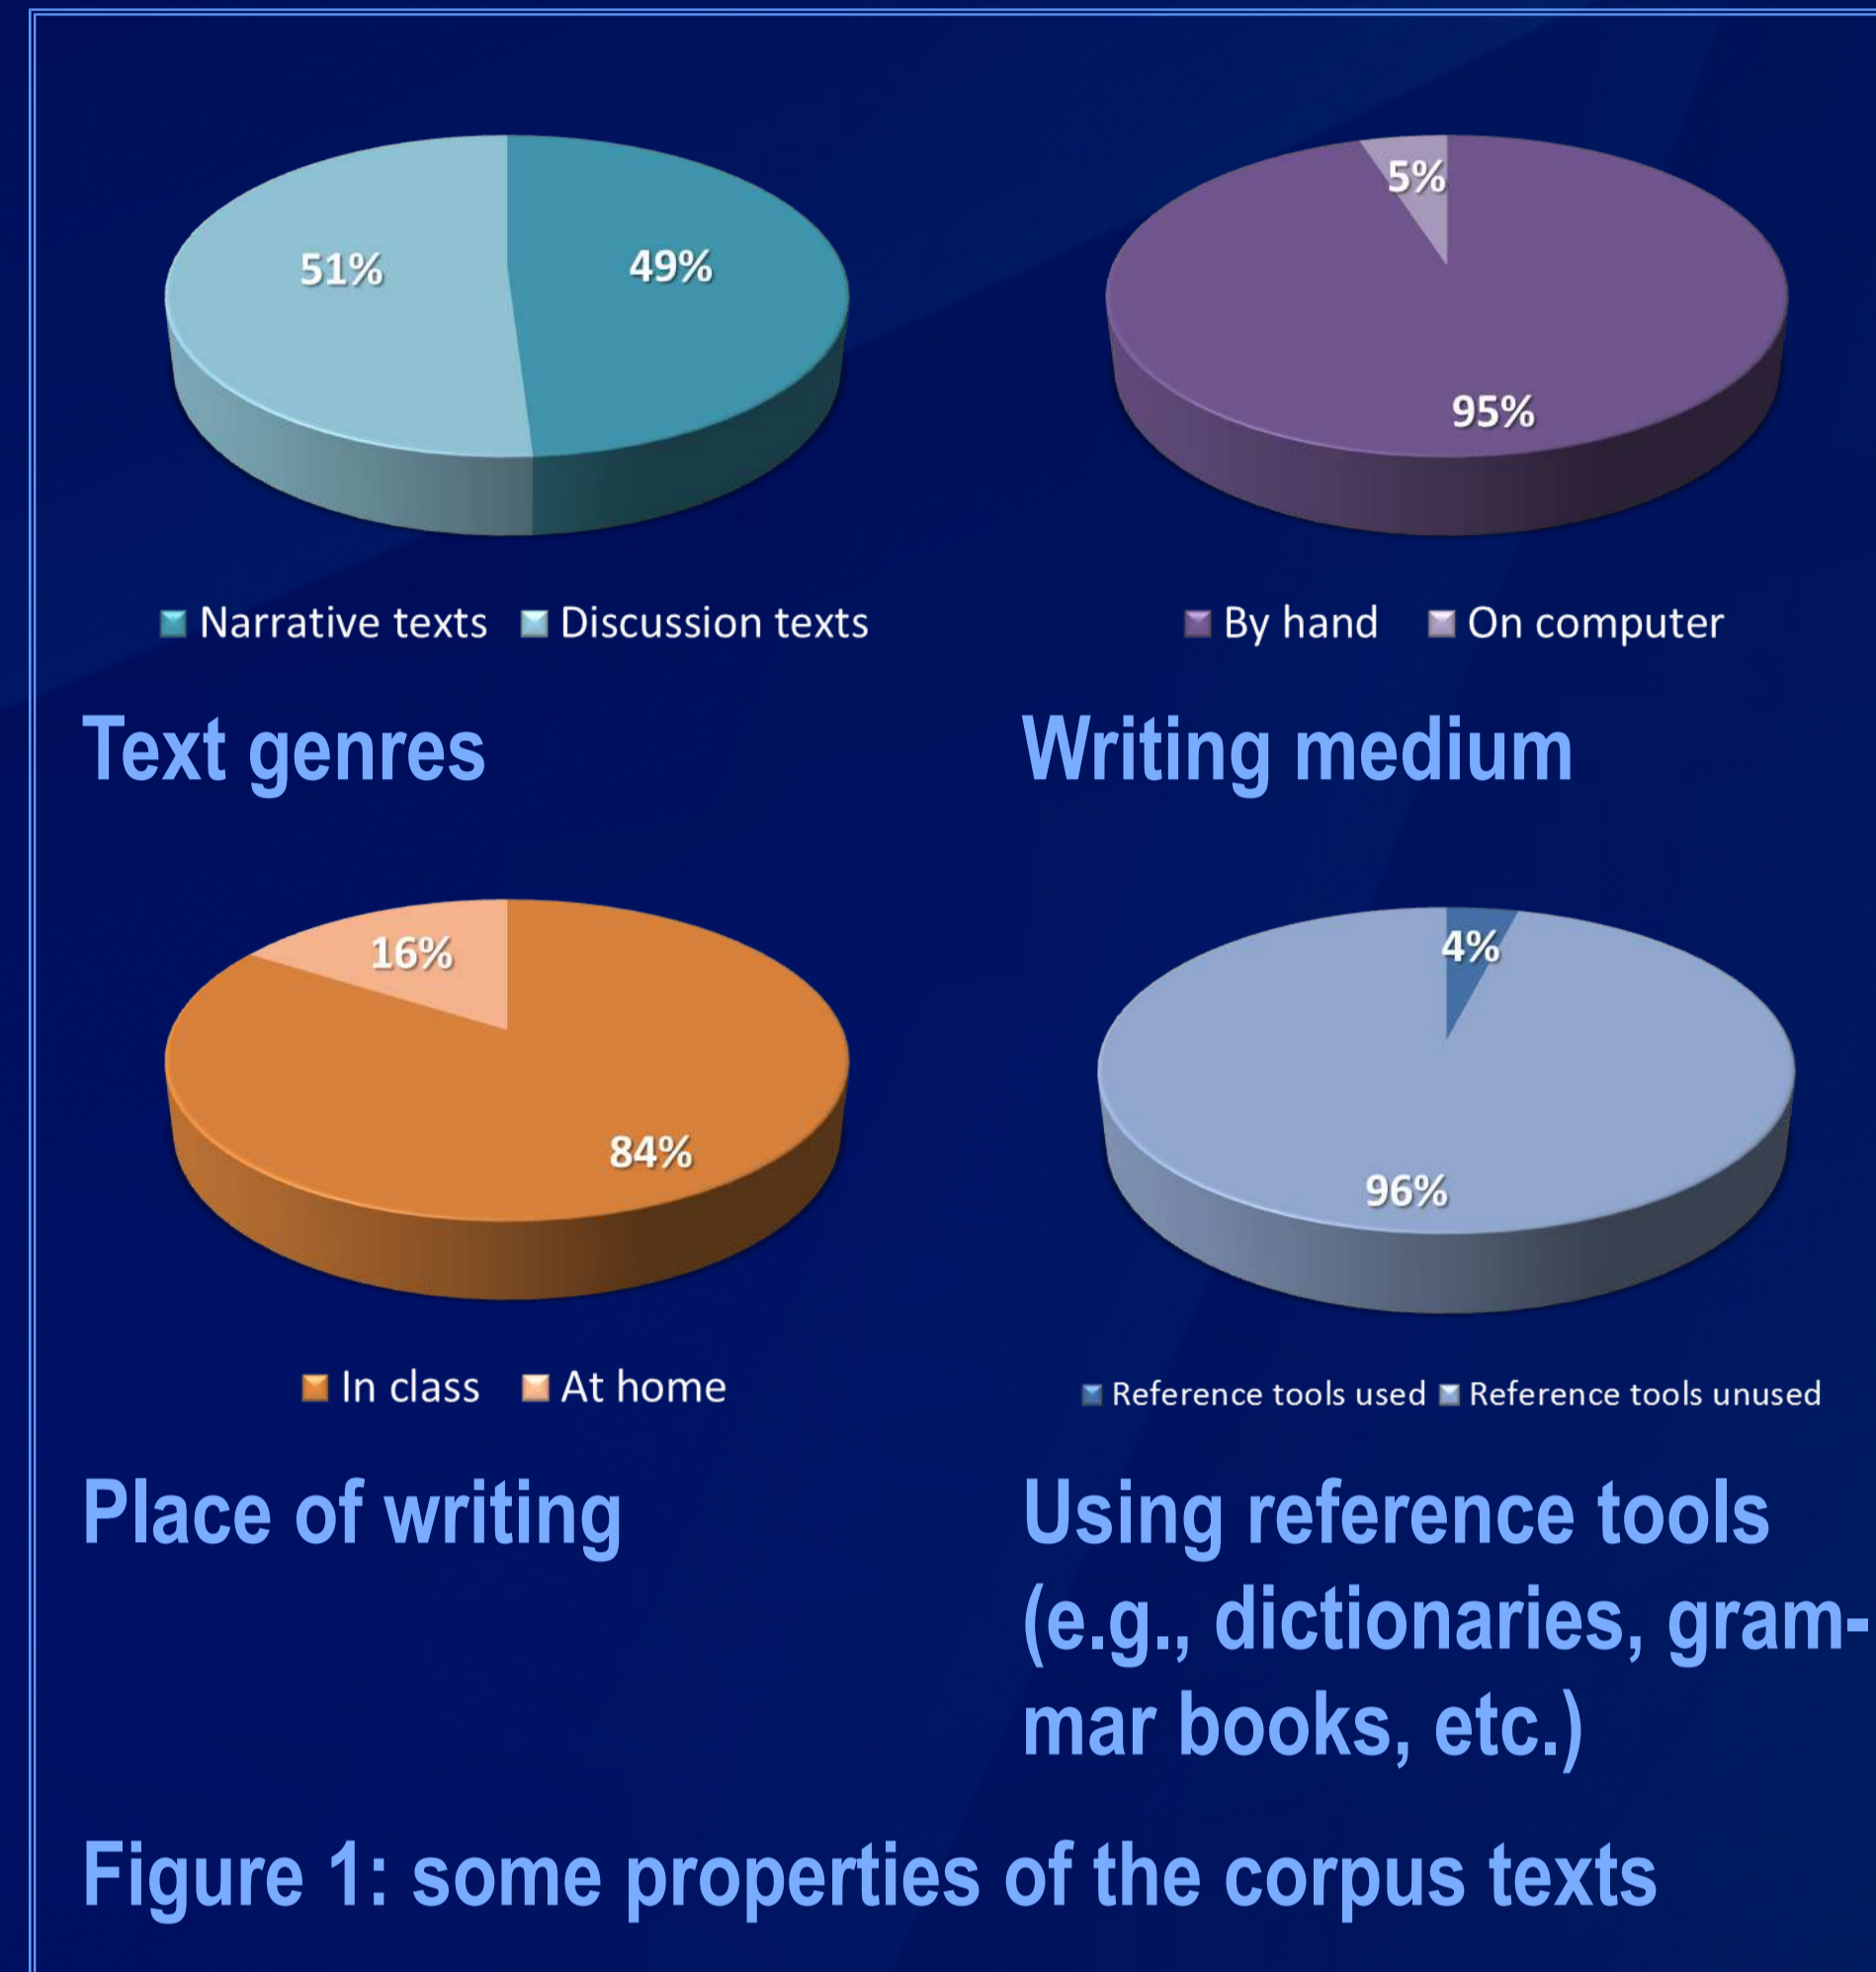 51%
49%
Narrative texts Discussion texts
Text genres
5%
95%
By hand On computer
Writing medium
16%
84%
In class At home
Place of writing
4%
96%
Reference tools used Reference tools unused
Using reference tools
(e.g., dictionaries, gram-
mar books, etc.)
Figure 1: some properties of the corpus texts